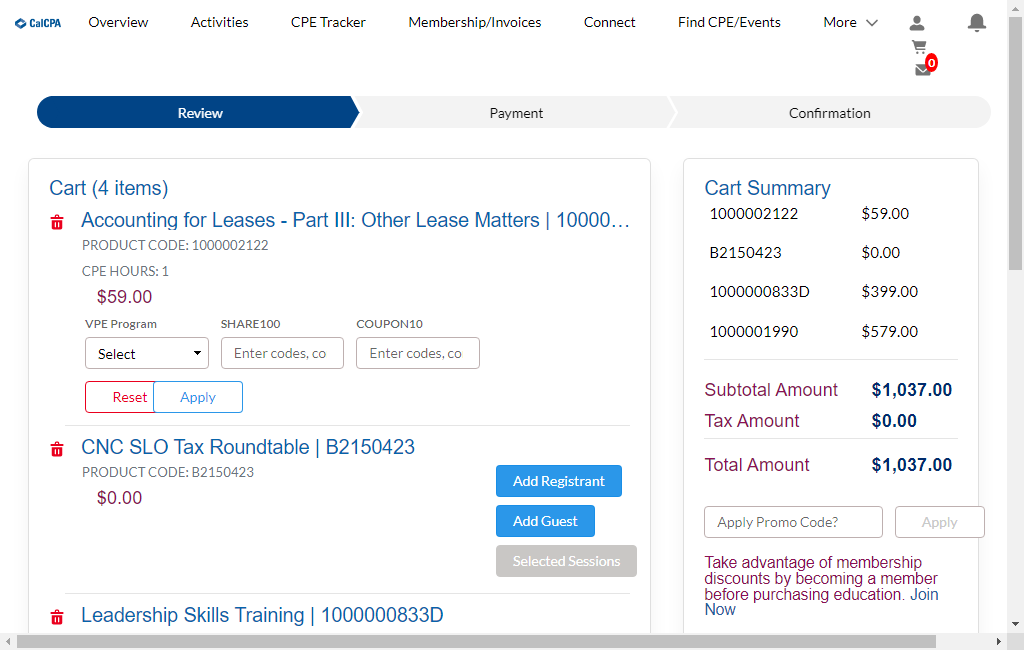 CalCPA Overview Activities CPE Tracker Membership/Invoices Connect Find CPE/Events More
0
Review Payment Confirmation
Cart (4 items)
Accounting for Leases - Part III: Other Lease Matters | 10000...
PRODUCT CODE: 1000002122
CPE HOURS: 1
$59.00
VPE Program SHARE100 COUPON10
Select Enter codes, co Enter codes, co
Reset Apply
CNC SLO Tax Roundtable | B2150423
PRODUCT CODE: B2150423
$0.00
Add Registrant
Add Guest
Selected Sessions
Leadership Skills Training | 1000000833D
Cart Summary
1000002122 $59.00
B2150423 $0.00
1000000833D $399.00
1000001990 $579.00
Subtotal Amount $1,037.00
Tax Amount $0.00
Total Amount $1,037.00
Apply Promo Code? Apply
Take advantage of membership
discounts by becoming a member
before purchasing education. Join
Now